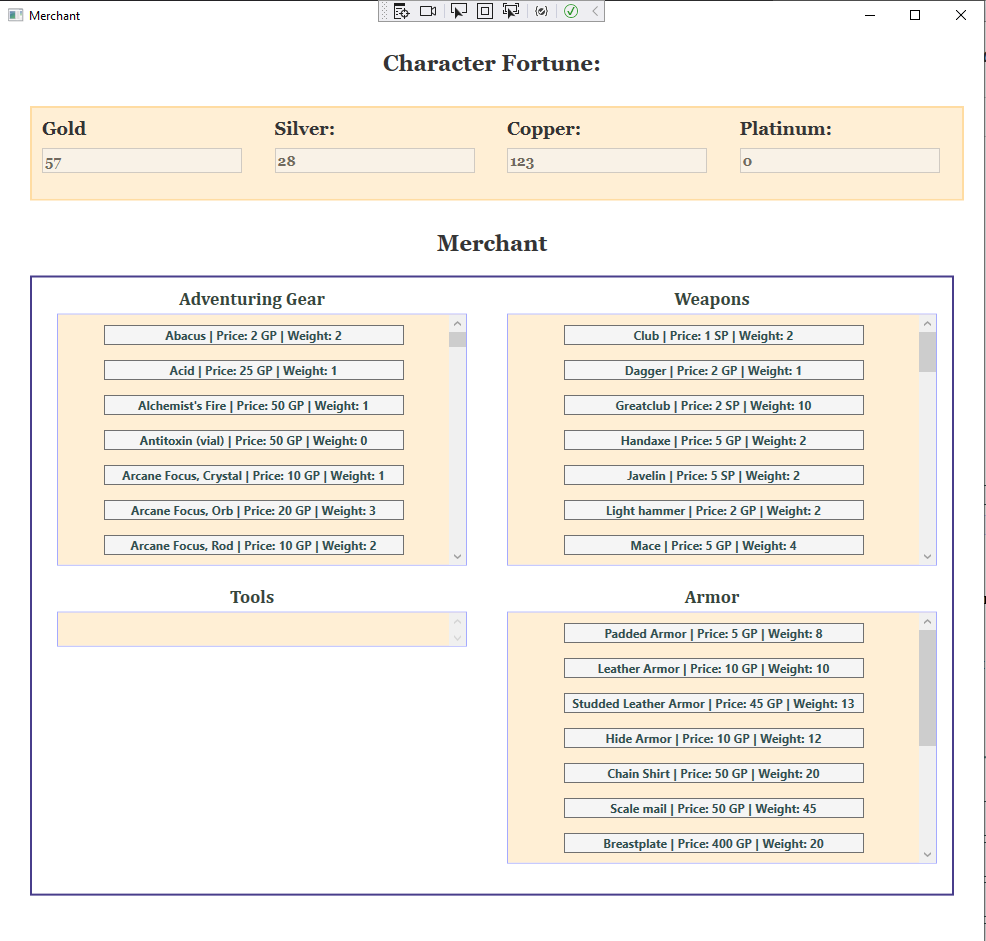 Merchant
Character Fortune:
Gold
Silver:
Copper:
Platinum:
57
28
123
0
Merchant
Adventuring Gear
Abacus | Price: 2 GP | Weight: 2
Acid | Price: 25 GP | Weight: 1
Alchemist's Fire | Price: 50 GP | Weight: 1
Antitoxin (vial) | Price: 50 GP | Weight: 0
Arcane Focus, Crystal | Price: 10 GP | Weight: 1
Arcane Focus, Orb | Price: 20 GP | Weight: 3
Arcane Focus, Rod | Price: 10 GP | Weight: 2
Weapons
Club | Price: 1 SP | Weight: 2
Dagger | Price: 2 GP | Weight: 1
Greatclub | Price: 2 SP | Weight: 10
Handaxe | Price: 5 GP | Weight: 2
Javelin | Price: 5 SP | Weight: 2
Light hammer | Price: 2 GP | Weight: 2
Mace | Price: 5 GP | Weight: 4
Tools
Armor
Padded Armor | Price: 5 GP | Weight: 8
Leather Armor | Price: 10 GP | Weight: 10
Studded Leather Armor | Price: 45 GP | Weight: 13
Hide Armor | Price: 10 GP | Weight: 12
Chain Shirt | Price: 50 GP | Weight: 20
Scale mail | Price: 50 GP | Weight: 45
Breastplate | Price: 400 GP | Weight: 20